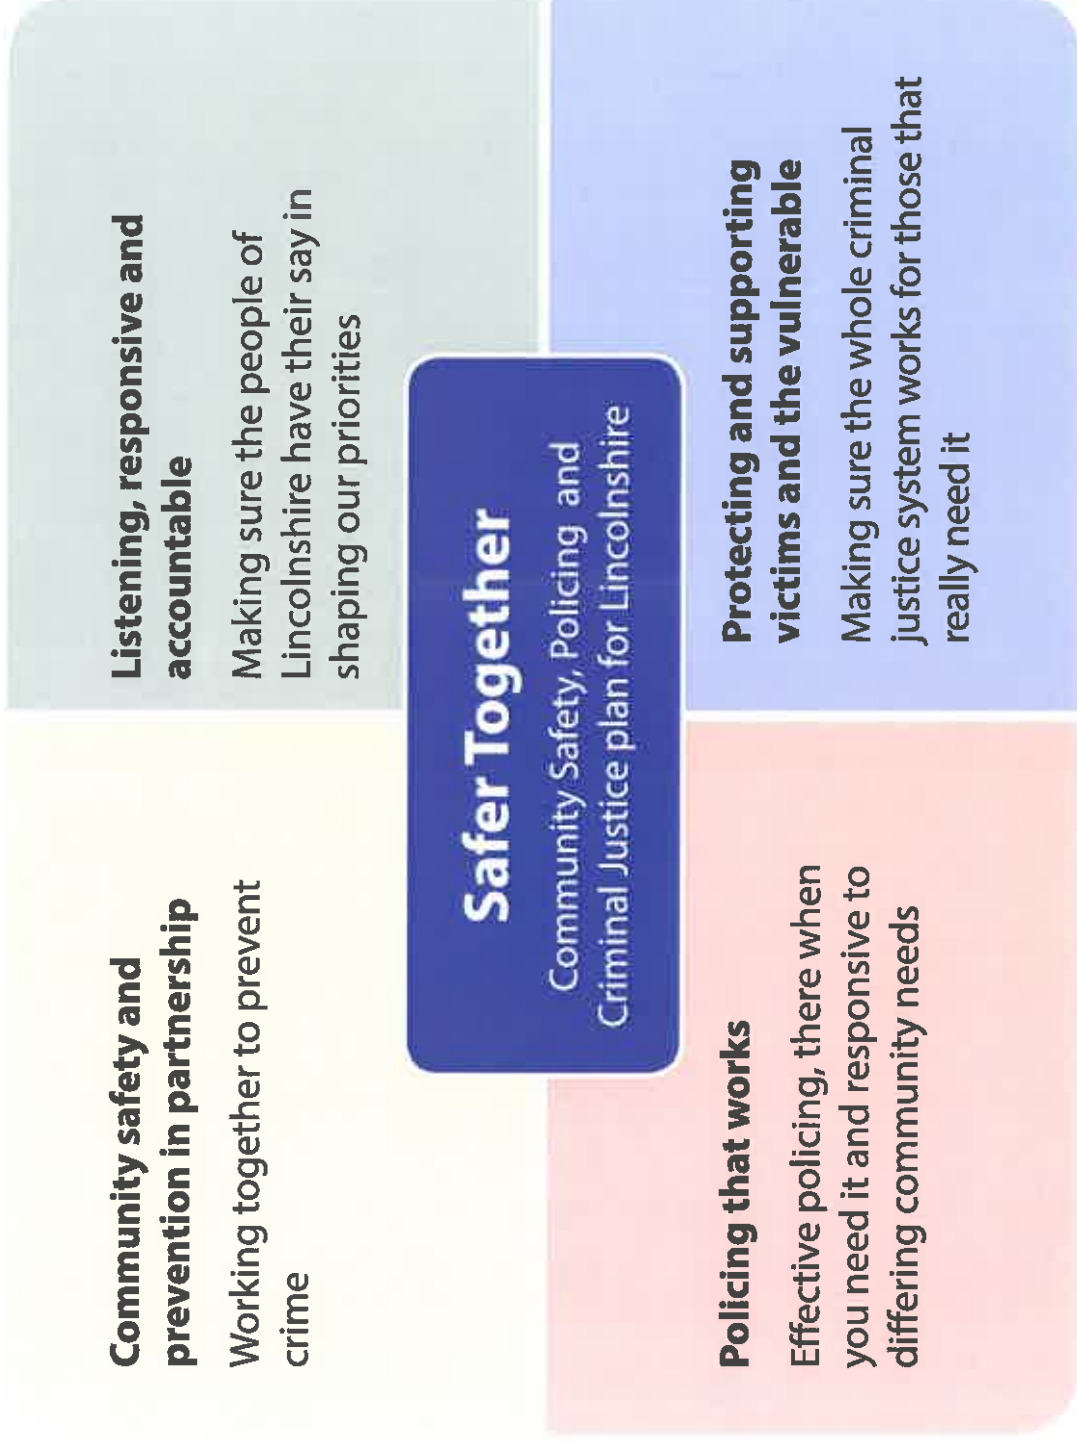 Community safety and
prevention in partnership
Working together to prevent
crime
Listening, responsive and
accountable
Making sure the people of
Lincolnshire have their say in
shaping our priorities
Safer Together
Community Safety, Policing and
Criminal Justice plan for Lincolnshire
Policing that works
Effective policing, there when
you need it and responsive to
differing community needs
Protecting and supporting
victims and the vulnerable
Making sure the whole criminal
justice system works for those that
really need it